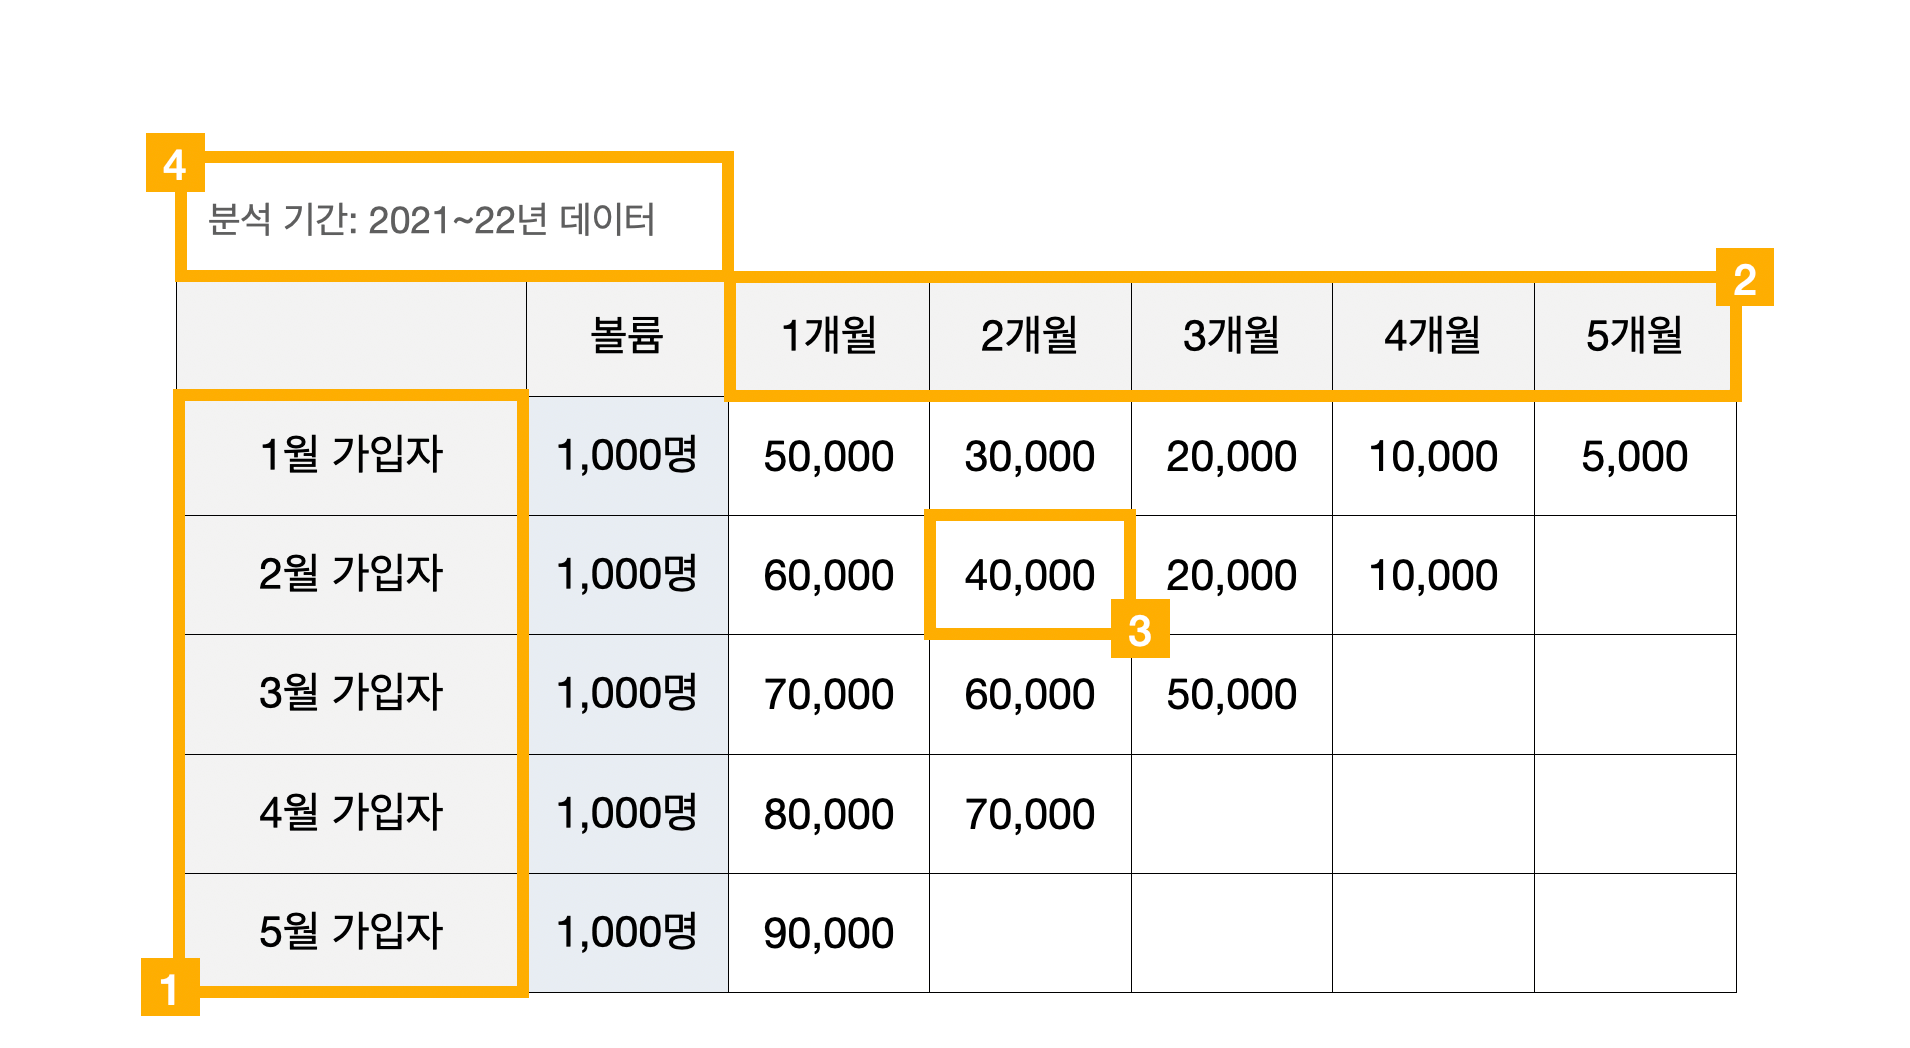 4
분석 기간: 2021~22년 데이터
2
볼륨 1개월 2개월 3개월 4개월 5개월
1월 가입자 1,000명 50,000 30,000 20,000 10,000 5,000
2월 가입자 1,000명 60,000 40,000 20,000 10,000
3
3월 가입자 1,000명 70,000 60,000 50,000
4월 가입자 1,000명 80,000 70,000
5월 가입자 1,000명 90,000
1